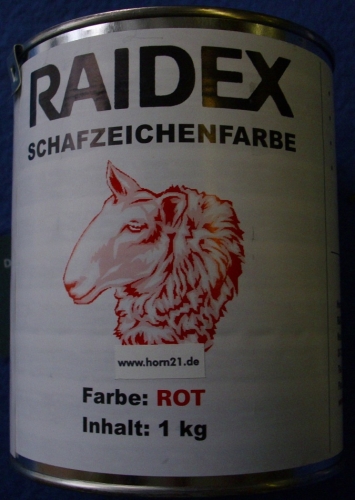 RAIDEX
SCHAFZEICHENFARBE
www.horn21.de
Farbe: ROT
Inhalt: 1 kg